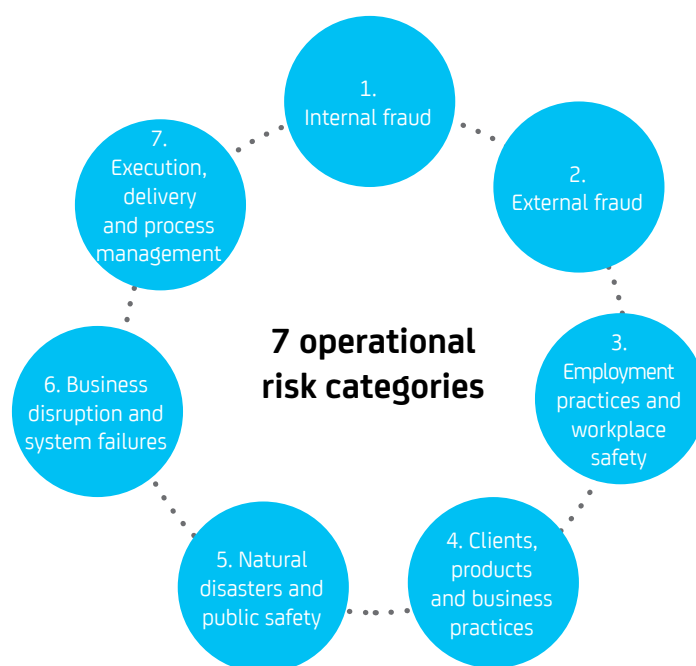 1.
Internal fraud
2.
External fraud
3.
Employment
practices and
workplace
safety
4. Clients,
products
and business
practices
5. Natural
disasters and
public safety
6. Business
disruption and
system failures
7.
Execution,
delivery
and process
management
7 operational
risk categories